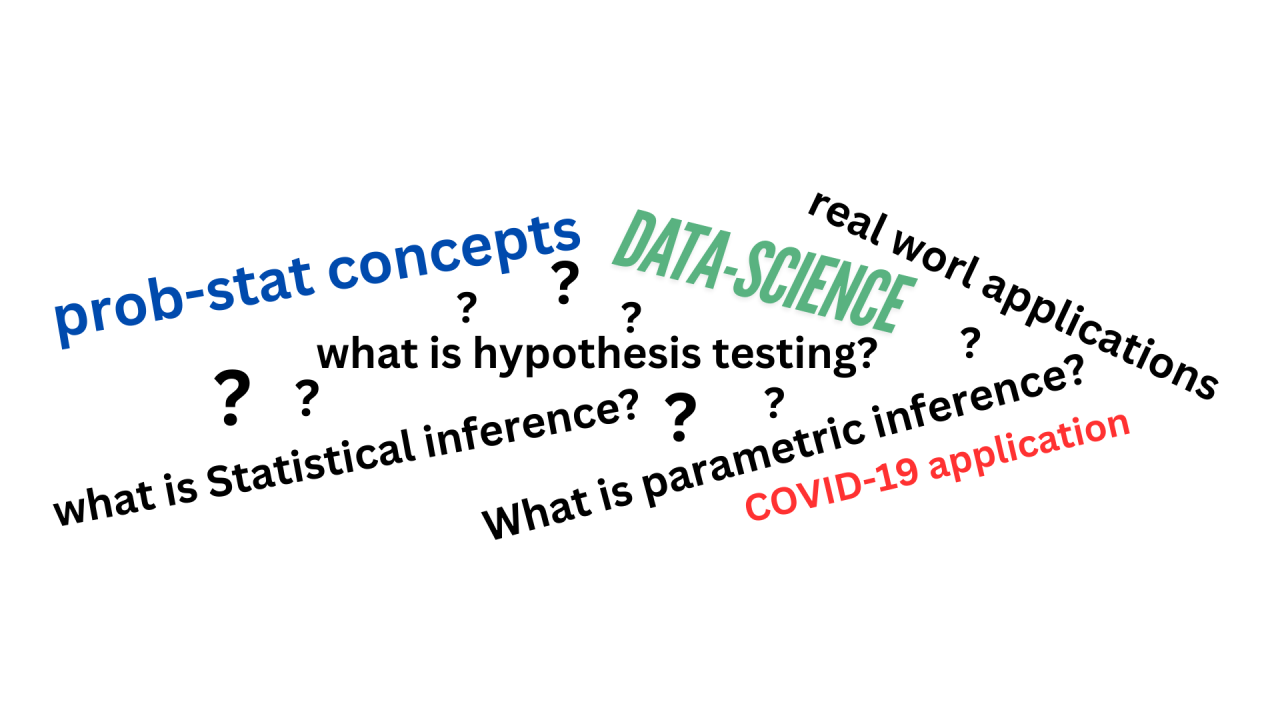 prob-stat concepts
DATA-SCIENCE
real worl applications
?
?
?
what is hypothesis testing?
?
?
?
what is Statistical inference?
?
?
What is parametric inference?
COVID-19 application